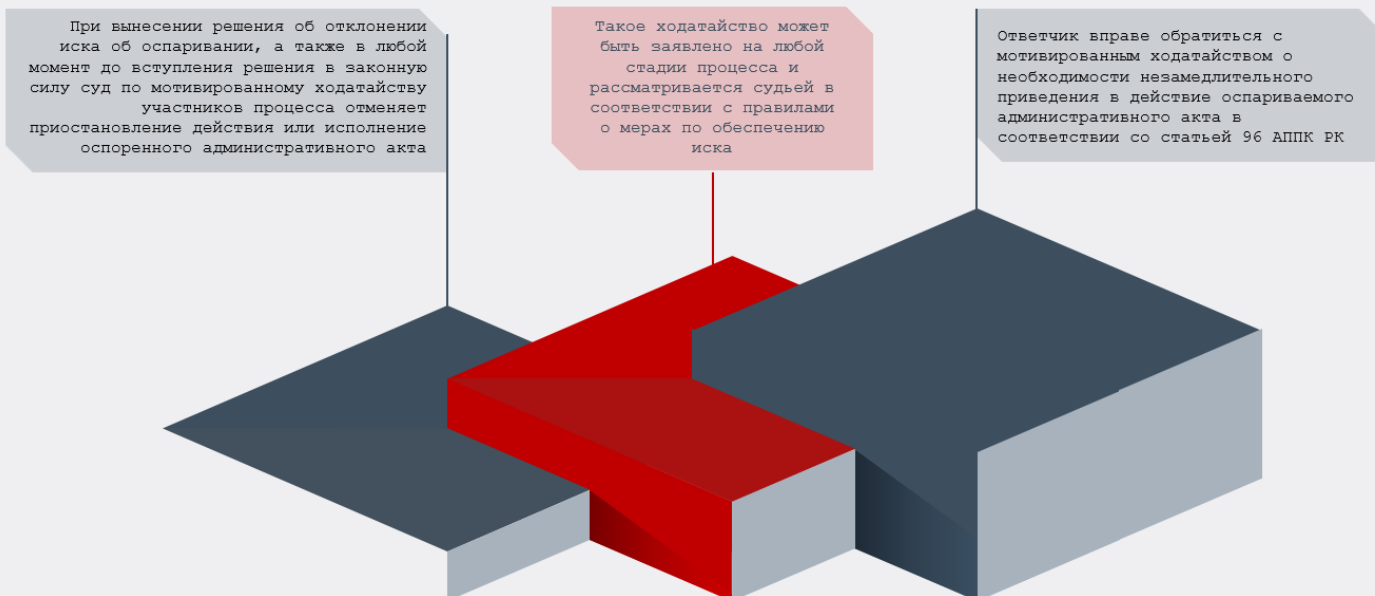 При вынесении решения об отклонении
иска об оспаривании, а также в любой
момент до вступления решения в законную
силу суд по мотивированному ходатайству
участников процесса отменяет
приостановление действия или исполнение
оспоренного административного акта
Такое ходатайство может
быть заявлено на любой
стадии процесса и
рассматривается судьей в
соответствии с правилами
о мерах по обеспечению
иска
Ответчик вправе обратиться с
мотивированным ходатайством о
необходимости незамедлительного
приведения в действие оспариваемого
административного акта в
соответствии со статьей 96 АППК РК